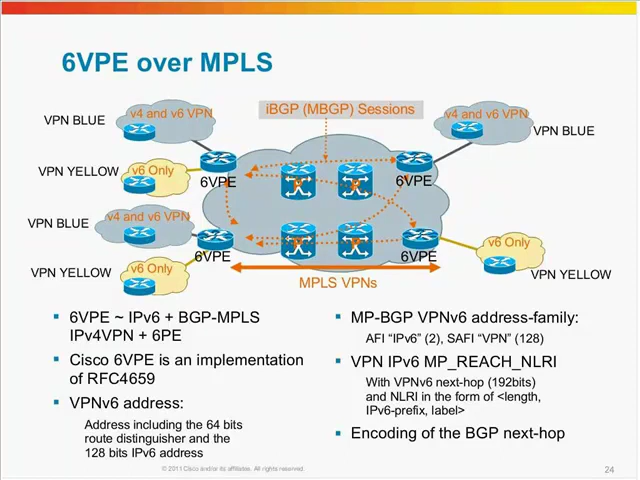 6VPE over MPLS
iBGP (MBGP) Sessions
v4 and v6 VPN
v4 and v6 VPN
VPN BLUE
VPN BLUE
VPN YELLOW
v6 Only
6VPE
6VPE
P
P
v4 and v6 VPN
VPN BLUE
P
P
6VPE
6VPE
v6 Only
v6 Only
VPN YELLOW
VPN YELLOW
MPLS VPNs
6VPE ~ IPv6 + BGP-MPLS
IPv4VPN + 6PE
Cisco 6VPE is an implementation
of RFC4659
VPNv6 address:
Address including the 64 bits
route distinguisher and the
128 bits IPv6 address
MP-BGP VPNv6 address-family:
AFI “IPv6” (2), SAFI “VPN” (128)
VPN IPv6 MP_REACH_NLRI
With VPNv6 next-hop (192bits)
and NLRI in the form of <length,
IPv6-prefix, label>
Encoding of the BGP next-hop
© 2011 Cisco and/or its affiliates. All rights reserved.
24